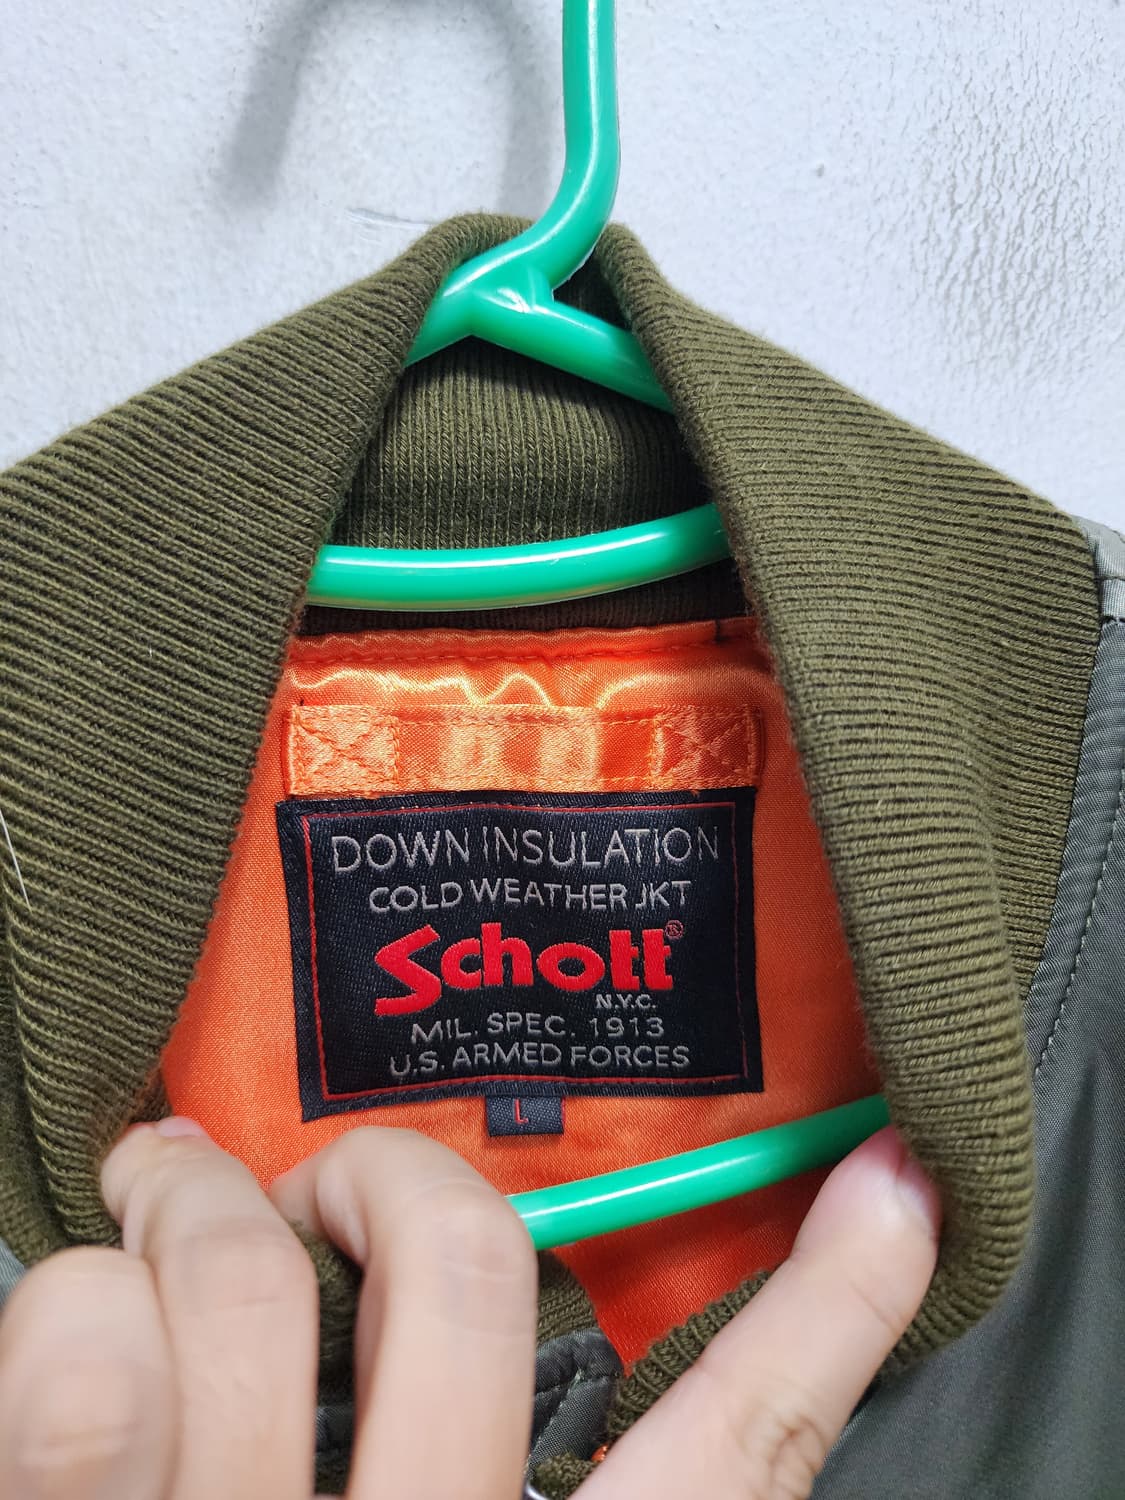 DOWN INSULATION
COLD WEATHER JKT
Schott®
N.Y.C.
MIL. SPEC. 1913
U.S. ARMED FORCES
L